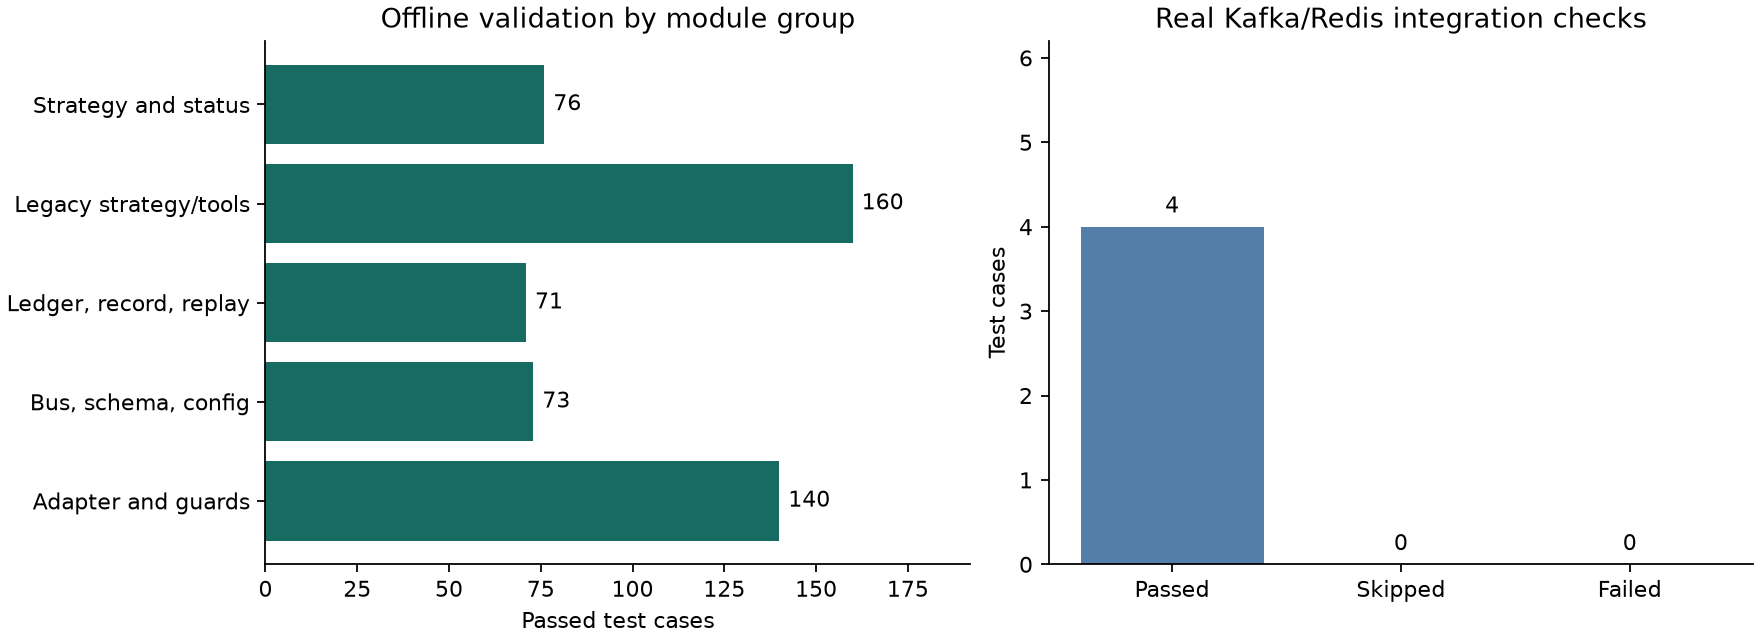 Offline validation by module group
Strategy and status
76
Legacy strategy/tools
160
Ledger, record, replay
71
Bus, schema, config
73
Adapter and guards
140
0 25 50 75 100 125 150 175
Passed test cases
Real Kafka/Redis integration checks
Test cases
6
5
4
3
2
1
0
4
0
0
Passed Skipped Failed